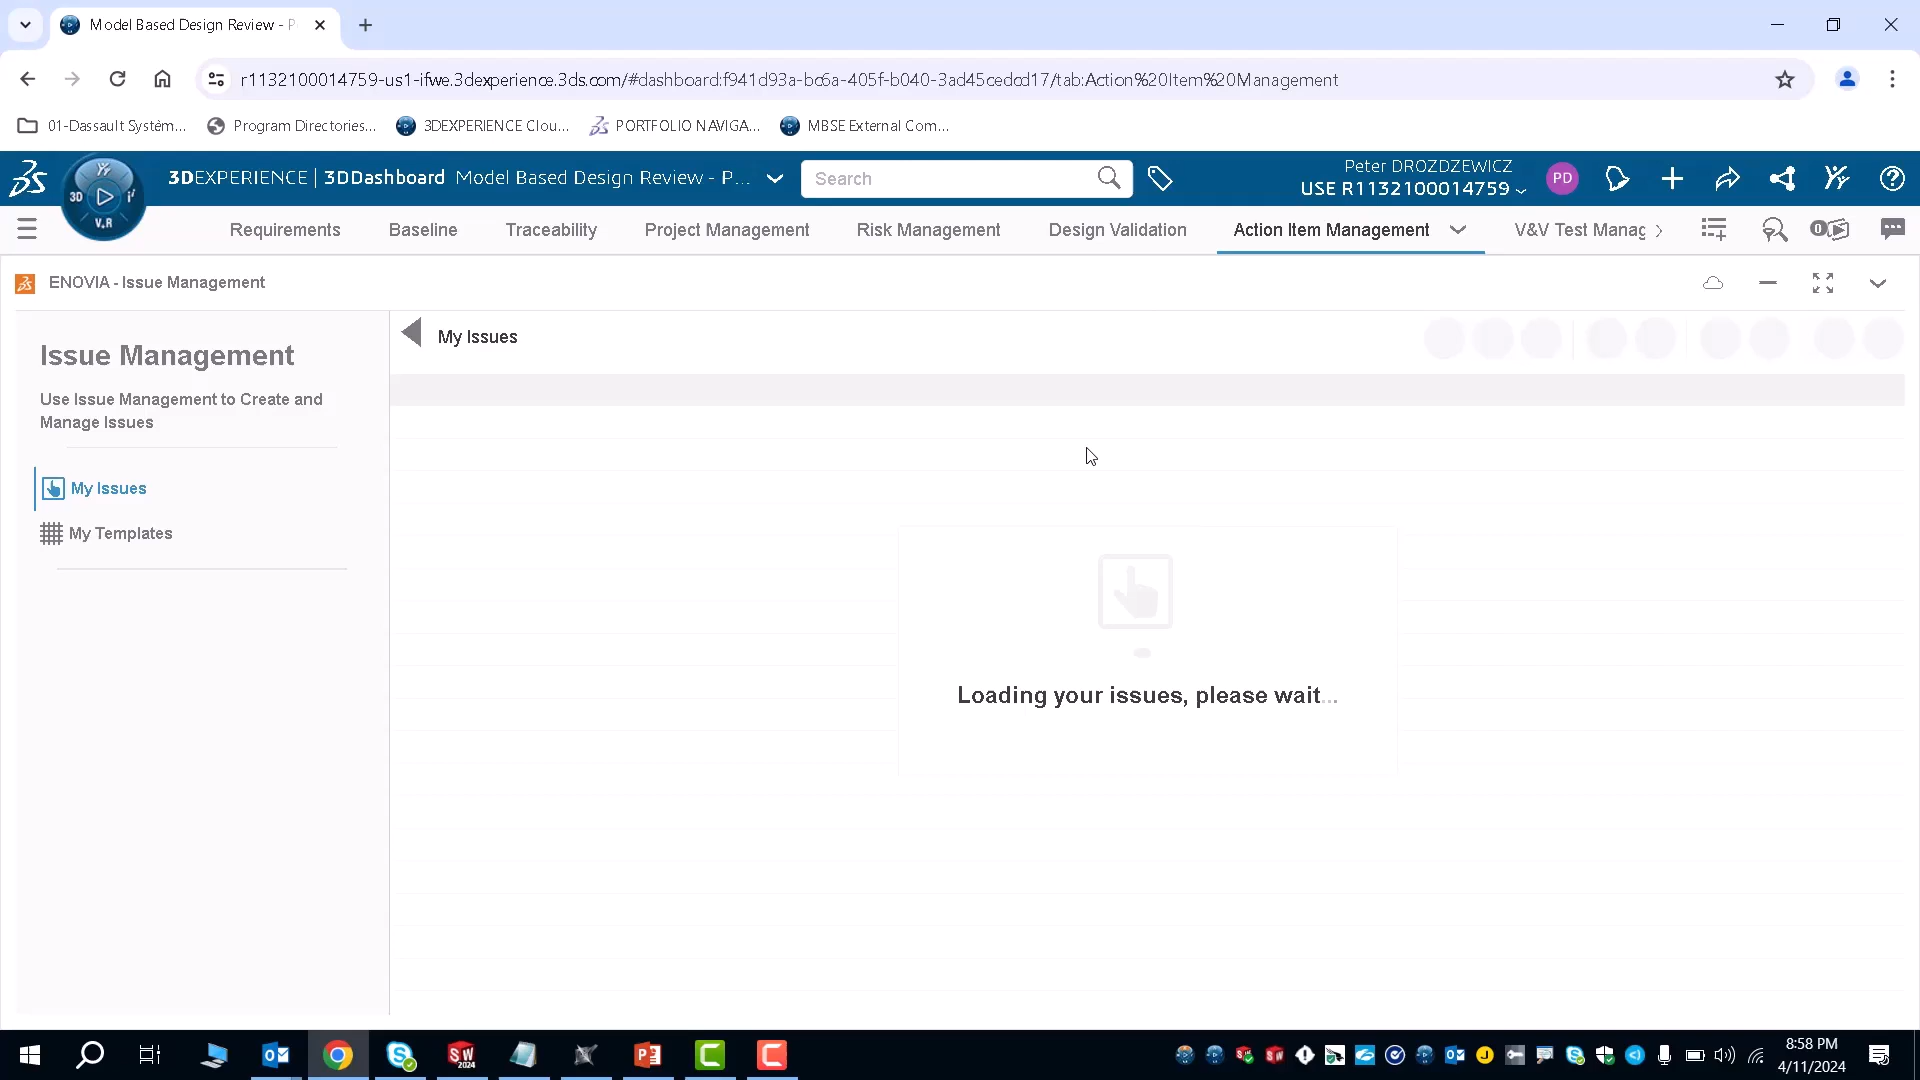 Model Based Design Review - P
r1132100014759-us1-ifwe.3dexperience.3ds.com/#dashboard:f941d93a-bc6a-405f-b040-3ad45cedcd17/tab:Action%20Item%20Management
01-Dassault Systèm... Program Directories... 3DEXPERIENCE Clou... PORTFOLIO NAVIGA... MBSE External Com...
3DEXPERIENCE | 3DDashboard Model Based Design Review - P... Search
Peter DROZDZEWICZ
USE R1132100014759
PD
3D V.R
Requirements Baseline Traceability Project Management Risk Management Design Validation Action Item Management V&V Test Manag
0
ENOVIA - Issue Management
Issue Management
Use Issue Management to Create and
Manage Issues
My Issues
My Templates
My Issues
Loading your issues, please wait...
8:58 PM
4/11/2024